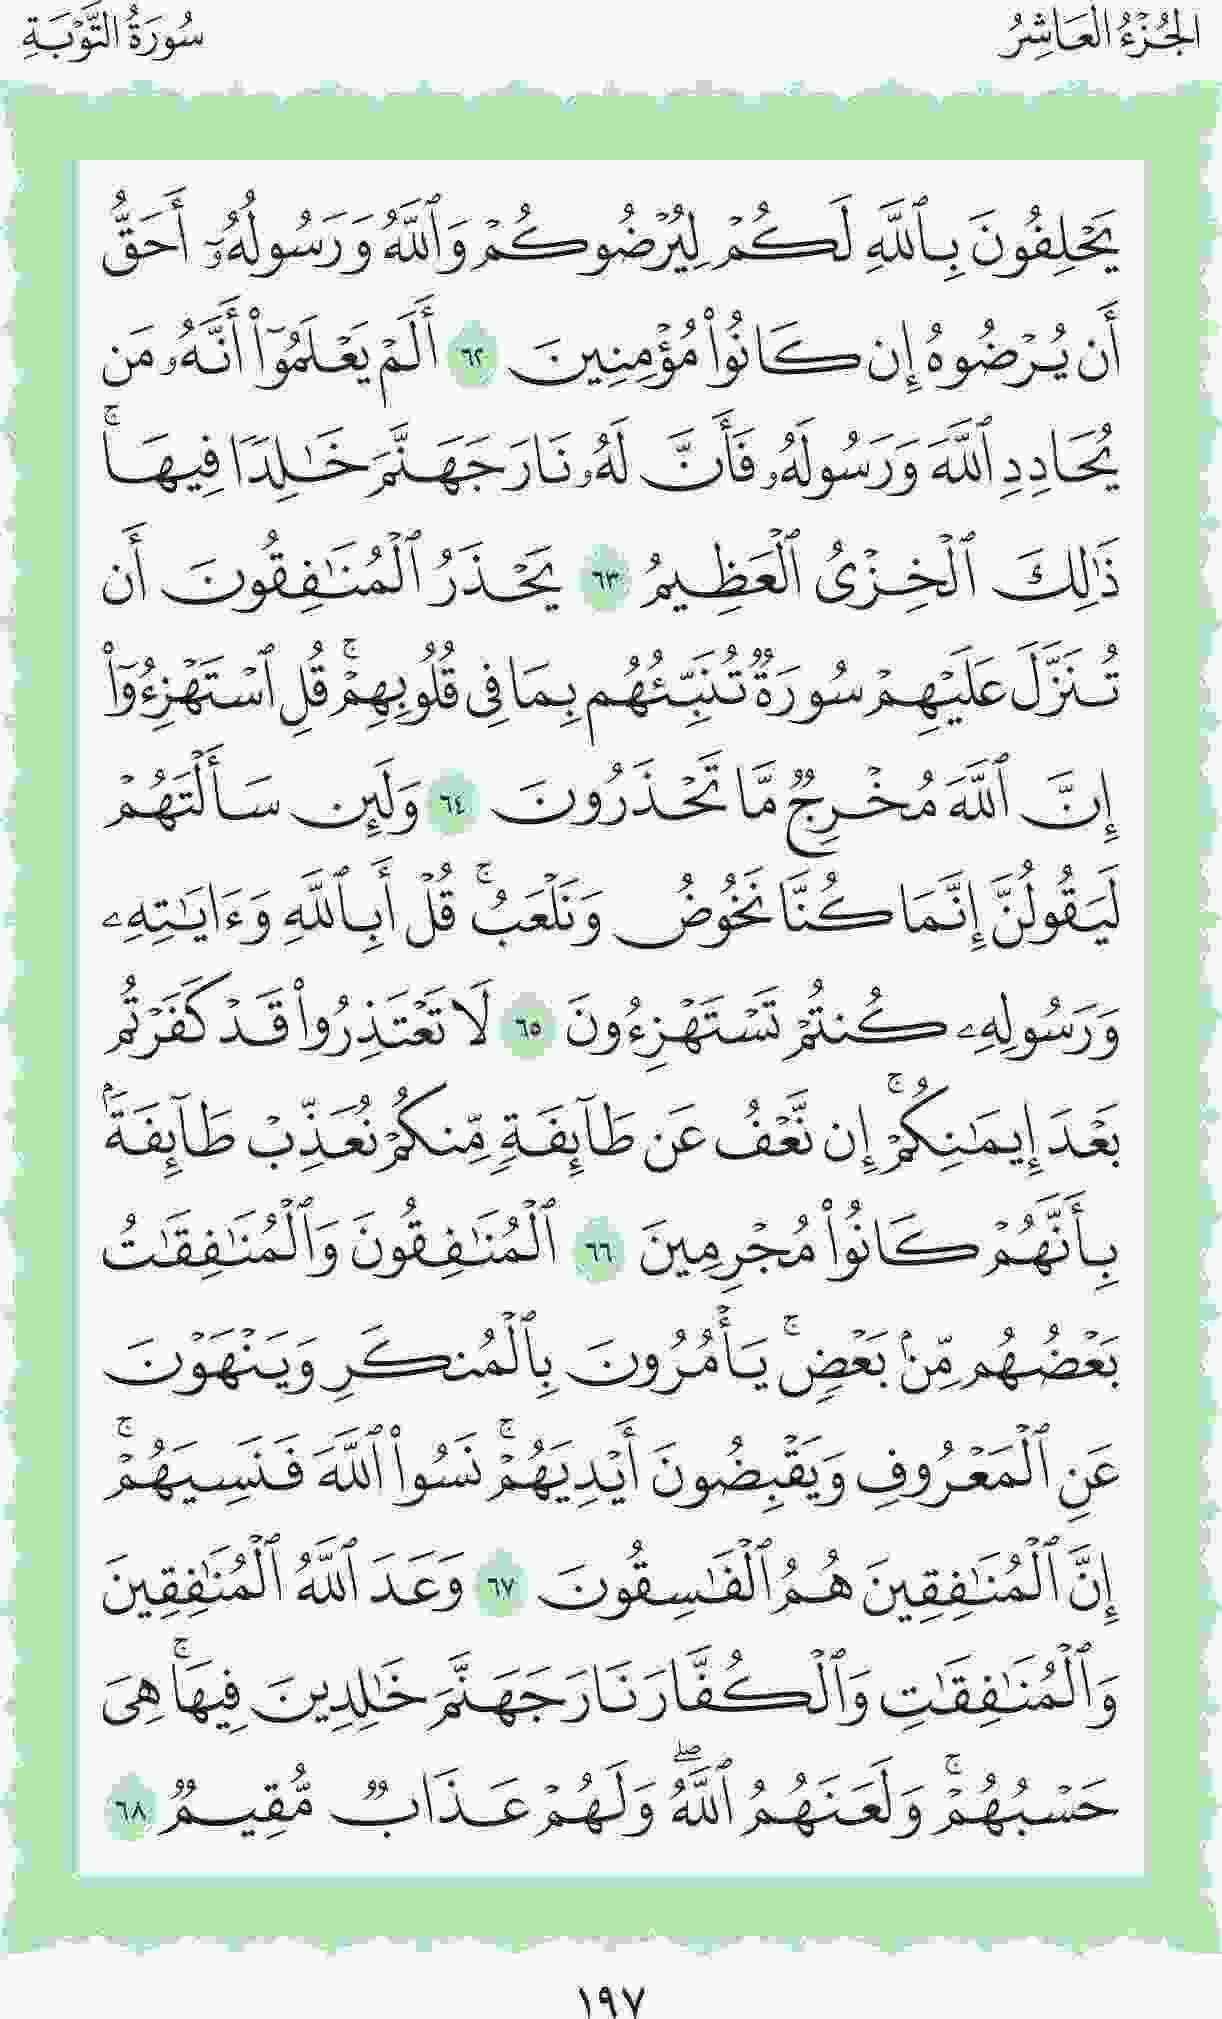 الجُزْءُ العَاشِرُ
سُورَةُ التَّوْبَةِ
يَحْلِفُونَ بِٱللَّهِ لَكُمْ لِيُرْضُوكُمْ وَٱللَّهُ وَرَسُولُهُۥٓ أَحَقُّ
أَن يُرْضُوهُ إِن كَانُوا۟ مُؤْمِنِينَ ٦٢ أَلَمْ يَعْلَمُوٓا۟ أَنَّهُۥ مَن
يُحَادِدِ ٱللَّهَ وَرَسُولَهُۥ فَأَنَّ لَهُۥ نَارَ جَهَنَّمَ خَـٰلِدًا فِيهَا ۚ
ذَٰلِكَ ٱلْخِزْىُ ٱلْعَظِيمُ ٦٣ يَحْذَرُ ٱلْمُنَـٰفِقُونَ أَن
تُنَزَّلَ عَلَيْهِمْ سُورَةٌ تُنَبِّئُهُم بِمَا فِى قُلُوبِهِمْ ۚ قُلِ ٱسْتَهْزِءُوٓا۟
إِنَّ ٱللَّهَ مُخْرِجٌ مَّا تَحْذَرُونَ ٦٤ وَلَئِن سَأَلْتَهُمْ
لَيَقُولُنَّ إِنَّمَا كُنَّا نَخُوضُ وَنَلْعَبُ ۚ قُلْ أَبِٱللَّهِ وَءَايَـٰتِهِۦ
وَرَسُولِهِۦ كُنتُمْ تَسْتَهْزِءُونَ ٦٥ لَا تَعْتَذِرُوا۟ قَدْ كَفَرْتُم
بَعْدَ إِيمَـٰنِكُمْ ۚ إِن نَّعْفُ عَن طَآئِفَةٍ مِّنكُمْ نُعَذِّبْ طَآئِفَةًۢ
بِأَنَّهُمْ كَانُوا۟ مُجْرِمِينَ ٦٦ ٱلْمُنَـٰفِقُونَ وَٱلْمُنَـٰفِقَـٰتُ
بَعْضُهُم مِّنۢ بَعْضٍ ۚ يَأْمُرُونَ بِٱلْمُنكَرِ وَيَنْهَوْنَ
عَنِ ٱلْمَعْرُوفِ وَيَقْبِضُونَ أَيْدِيَهُمْ ۚ نَسُوا۟ ٱللَّهَ فَنَسِيَهُمْ ۚ
إِنَّ ٱلْمُنَـٰفِقِينَ هُمُ ٱلْفَـٰسِقُونَ ٦٧ وَعَدَ ٱللَّهُ ٱلْمُنَـٰفِقِينَ
وَٱلْمُنَـٰفِقَـٰتِ وَٱلْكُفَّارَ نَارَ جَهَنَّمَ خَـٰلِدِينَ فِيهَا ۚ هِىَ
حَسْبُهُمْ ۚ وَلَعَنَهُمُ ٱللَّهُ ۖ وَلَهُمْ عَذَابٌ مُّقِيمٌ ٦٨
١٩٧